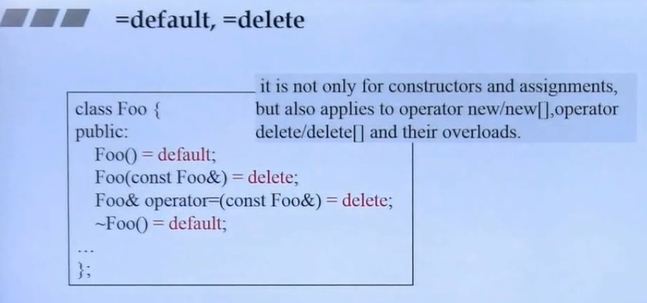 =default, =delete
it is not only for constructors and assignments,
but also applies to operator new/new[],operator
delete/delete[] and their overloads.
class Foo {
public:
Foo() = default;
Foo(const Foo&) = delete;
Foo& operator=(const Foo&) = delete;
~Foo() = default;
...
};